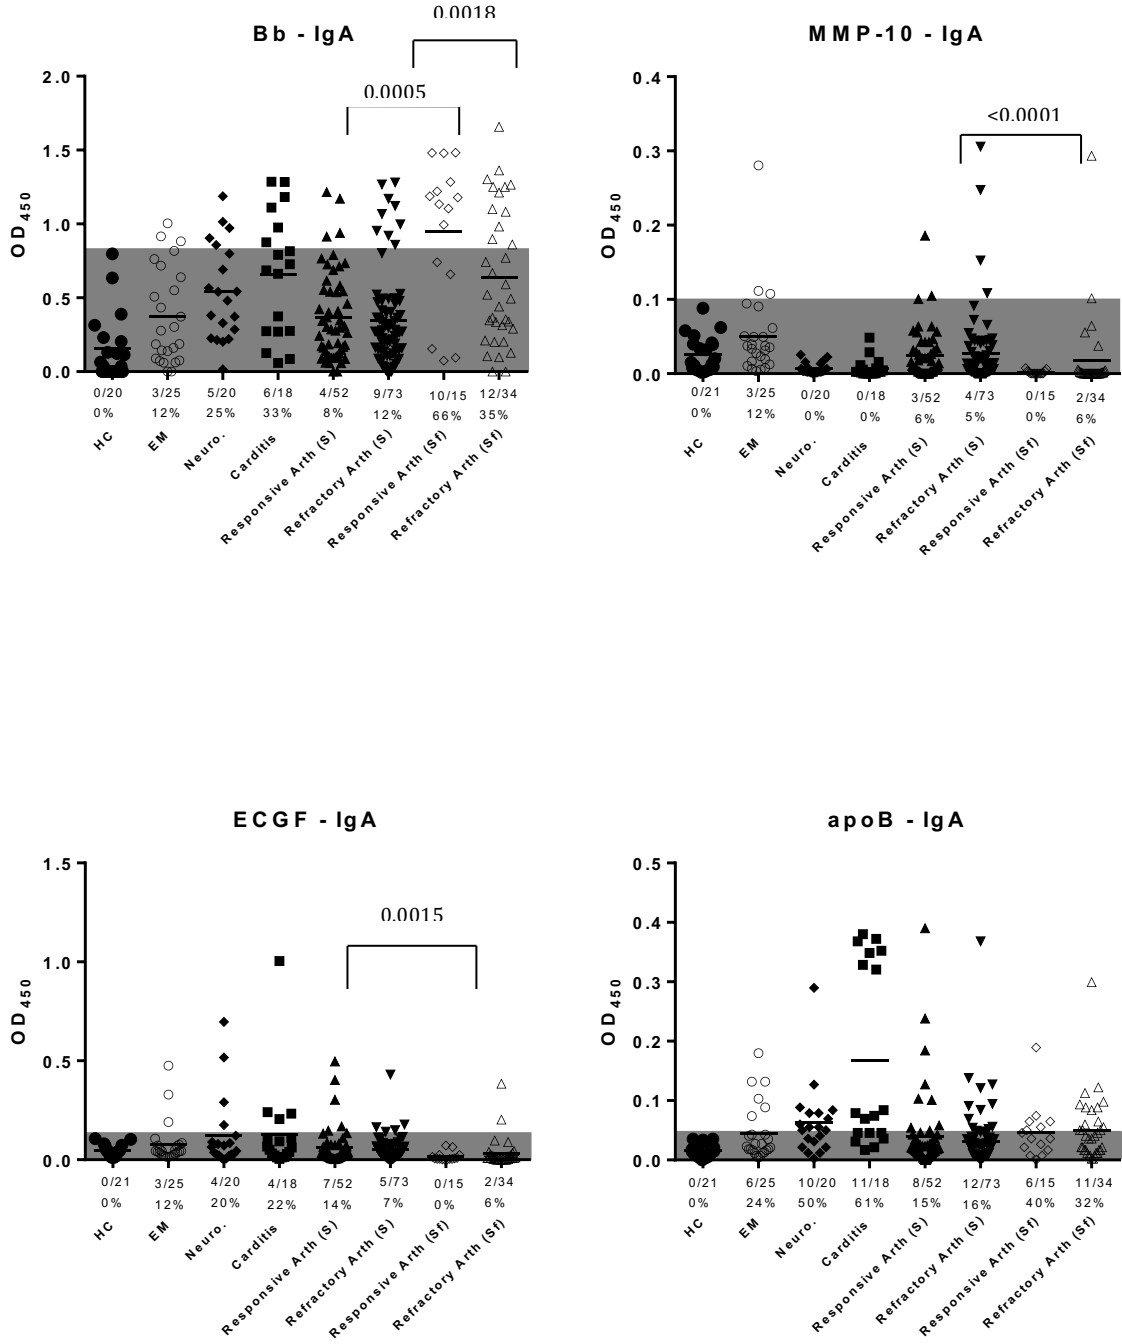 0.0018
Bb - IgA
0.0005
2.0
1.5
1.0
0.5
0.0
OD450
0/20 3/25 5/20 6/18 4/52 9/73 10/15 12/34
0% 12% 25% 33% 8% 12% 66% 35%
HC
EM
Neuro.
Carditis
Responsive Arth (S)
Refractory Arth (S)
Responsive Arth (Sf)
Refractory Arth (Sf)
MMP-10 - IgA
<0.0001
0.4
0.3
0.2
0.1
0.0
OD450
0/21 3/25 0/20 0/18 3/52 4/73 0/15 2/34
0% 12% 0% 0% 6% 5% 0% 6%
HC
EM
Neuro.
Carditis
Responsive Arth (S)
Refractory Arth (S)
Responsive Arth (Sf)
Refractory Arth (Sf)
ECGF - IgA
0.0015
1.5
1.0
0.5
0.0
OD450
0/21 3/25 4/20 4/18 7/52 5/73 0/15 2/34
0% 12% 20% 22% 14% 7% 0% 6%
HC
EM
Neuro.
Carditis
Responsive Arth (S)
Refractory Arth (S)
Responsive Arth (Sf)
Refractory Arth (Sf)
apoB - IgA
0.5
0.4
0.3
0.2
0.1
0.0
OD450
0/21 6/25 10/20 11/18 8/52 12/73 6/15 11/34
0% 24% 50% 61% 15% 16% 40% 32%
HC
EM
Neuro.
Carditis
Responsive Arth (S)
Refractory Arth (S)
Responsive Arth (Sf)
Refractory Arth (Sf)